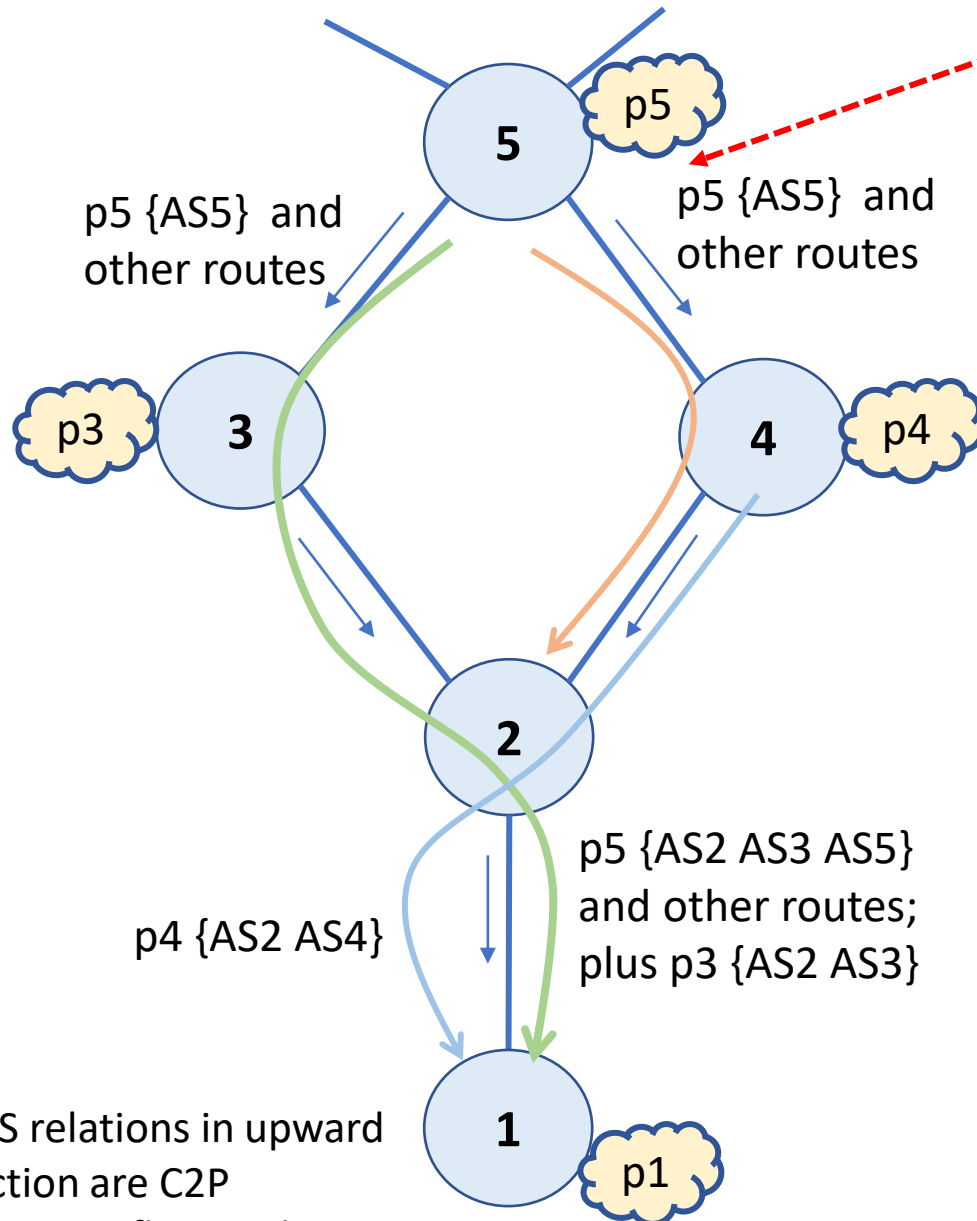 5
p5
p5 {AS5} and
other routes
p5 {AS5} and
other routes
p3
3
4
p4
2
p5 {AS2 AS3 AS5}
and other routes;
plus p3 {AS2 AS3}
p4 {AS2 AS4}
1
p1
S relations in upward
ction are C2P